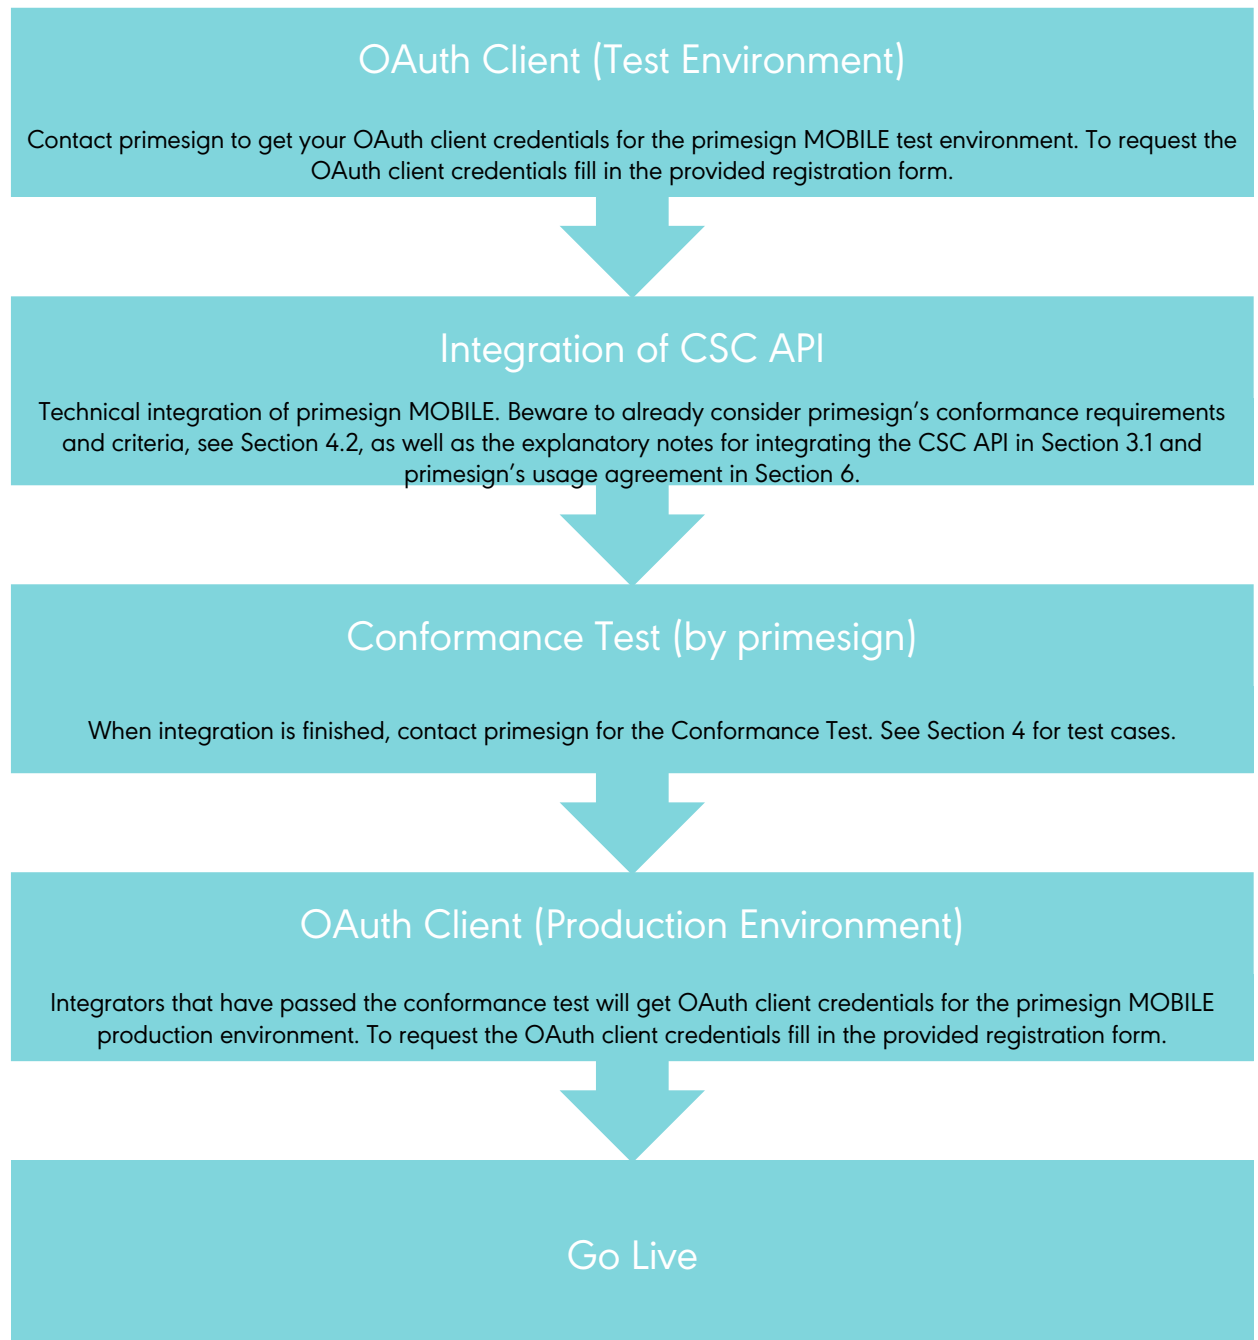 OAuth Client (Test Environment)
Contact primesign to get your OAuth client credentials for the primesign MOBILE test environment. To request the
OAuth client credentials fill in the provided registration form.
Integration of CSC API
Technical integration of primesign MOBILE. Beware to already consider primesign’s conformance requirements
and criteria, see Section 4.2, as well as the explanatory notes for integrating the CSC API in Section 3.1 and
primesign’s usage agreement in Section 6.
Conformance Test (by primesign)
When integration is finished, contact primesign for the Conformance Test. See Section 4 for test cases.
OAuth Client (Production Environment)
Integrators that have passed the conformance test will get OAuth client credentials for the primesign MOBILE
production environment. To request the OAuth client credentials fill in the provided registration form.
Go Live